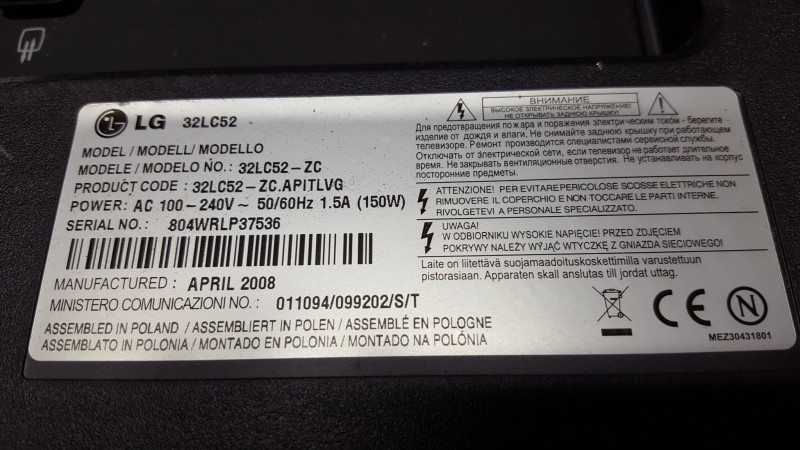 LG 32LC52
MODEL / MODELL/ MODELLO
MODELE / MODELO NO. : 32LC52-ZC
PRODUCT CODE : 32LC52-ZC.APITLVG
POWER: AC 100-240V ~ 50/60Hz 1.5A (150W)
SERIAL NO. : 804WRLP37536
MANUFACTURED : APRIL 2008
MINISTERO COMUNICAZIONI NO. : 011094/099202/S/T
ASSEMBLED IN POLAND / ASSEMBLIERT IN POLEN / ASSEMBLÉ EN POLOGNE
ASSEMBLATO IN POLONIA / MONTADO EN POLONIA / MONTADO NA POLÓNIA
ВНИМАНИЕ
ВЫСОКОЕ ЭЛЕКТРИЧЕСКОЕ НАПРЯЖЕНИЕ!
НЕ ОТКРЫВАТЬ ЗАДНЮЮ КРЫШКУ!
Для предотвращения пожара и поражения электрическим током - берегите
изделие от дождя и влаги. Не снимайте заднюю крышку при работающем
телевизоре. Ремонт производится специалистами сервисной службы.
Отключать от электрической сети, если телевизор не работает длительное
время. Не закрывать вентиляционные отверстия. Не устанавливать на корпус
посторонние предметы.
ATTENZIONE! PER EVITARE PERICOLOSE SCOSSE ELETTRICHE NON
RIMUOVERE IL COPERCHIO E NON TOCCARE LE PARTI INTERNE.
RIVOLGETEVI A PERSONALE SPECIALIZZATO.
UWAGA!
W ODBIORNIKU WYSOKIE NAPIĘCIE! PRZED ZDJĘCIEM
POKRYWY NALEŻY WYJĄĆ WTYCZKĘ Z GNIAZDA SIECIOWEGO!
Laite on liitettävä suojamaadoituskoskettimilla varustettuun
pistorasiaan. Apparaten skall anslutas till jordat uttag.
CE N
MEZ30431801